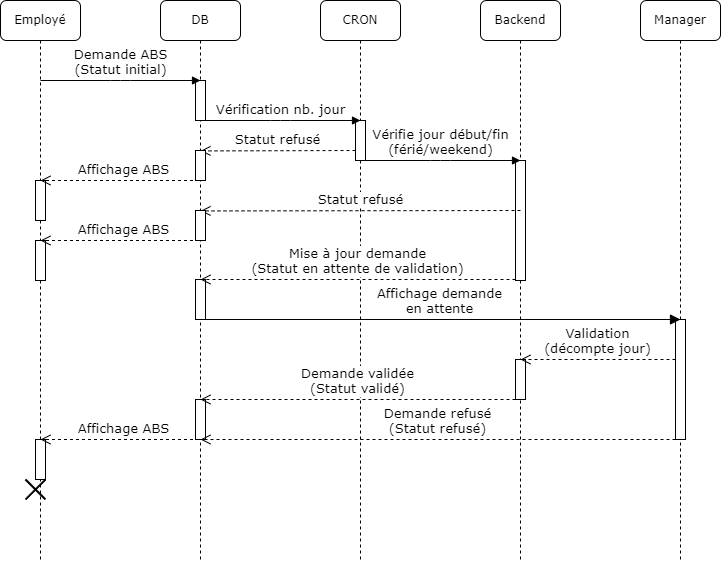 Employé
DB
CRON
Backend
Manager
Demande ABS
(Statut initial)
Vérification nb. jour
Statut refusé
Vérifie jour début/fin
(férié/weekend)
Affichage ABS
Statut refusé
Affichage ABS
Mise à jour demande
(Statut en attente de validation)
Affichage demande
en attente
Validation
(décompte jour)
Demande validée
(Statut validé)
Demande refusé
(Statut refusé)
Affichage ABS